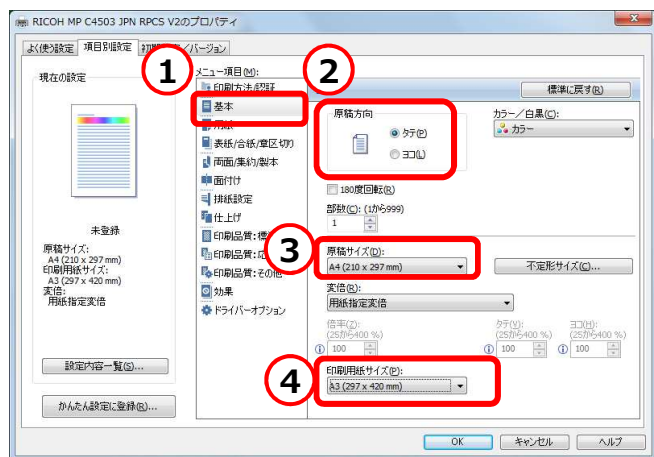 RICOH MP C4503 JPN RPCS V2のプロパティ
よく使う設定 項目別設定 /バージョン
現在の設定
未登録
原稿サイズ:
A4 (210 x 297 mm)
印刷用紙サイズ:
A3 (297 x 420 mm)
変倍:
用紙指定変倍
設定内容一覧(S)...
かんたん設定に登録(R)...
メニュー項目(M):
1
印刷方法/認証
基本
表紙/合紙/章区切り
両面/集約/製本
面付け
排紙設定
仕上げ
印刷品質:標
印刷品質:
印刷品質:その他
効果
ドライバーオプション
2
標準に戻す(R)
原稿方向
タテ(P)
ヨコ(L)
カラー/白黒(C):
カラー
180度回転(R)
部数(C): (1から999)
1
3
原稿サイズ(D):
A4 (210 x 297 mm)
不定形サイズ(C)...
変倍(R):
用紙指定変倍
倍率(Z):
(25から400 %)
100
タテ(V):
(25から400 %)
100
ヨコ(H):
(25から400 %)
100
4
印刷用紙サイズ(P):
A3 (297 x 420 mm)
OK キャンセル ヘルプ